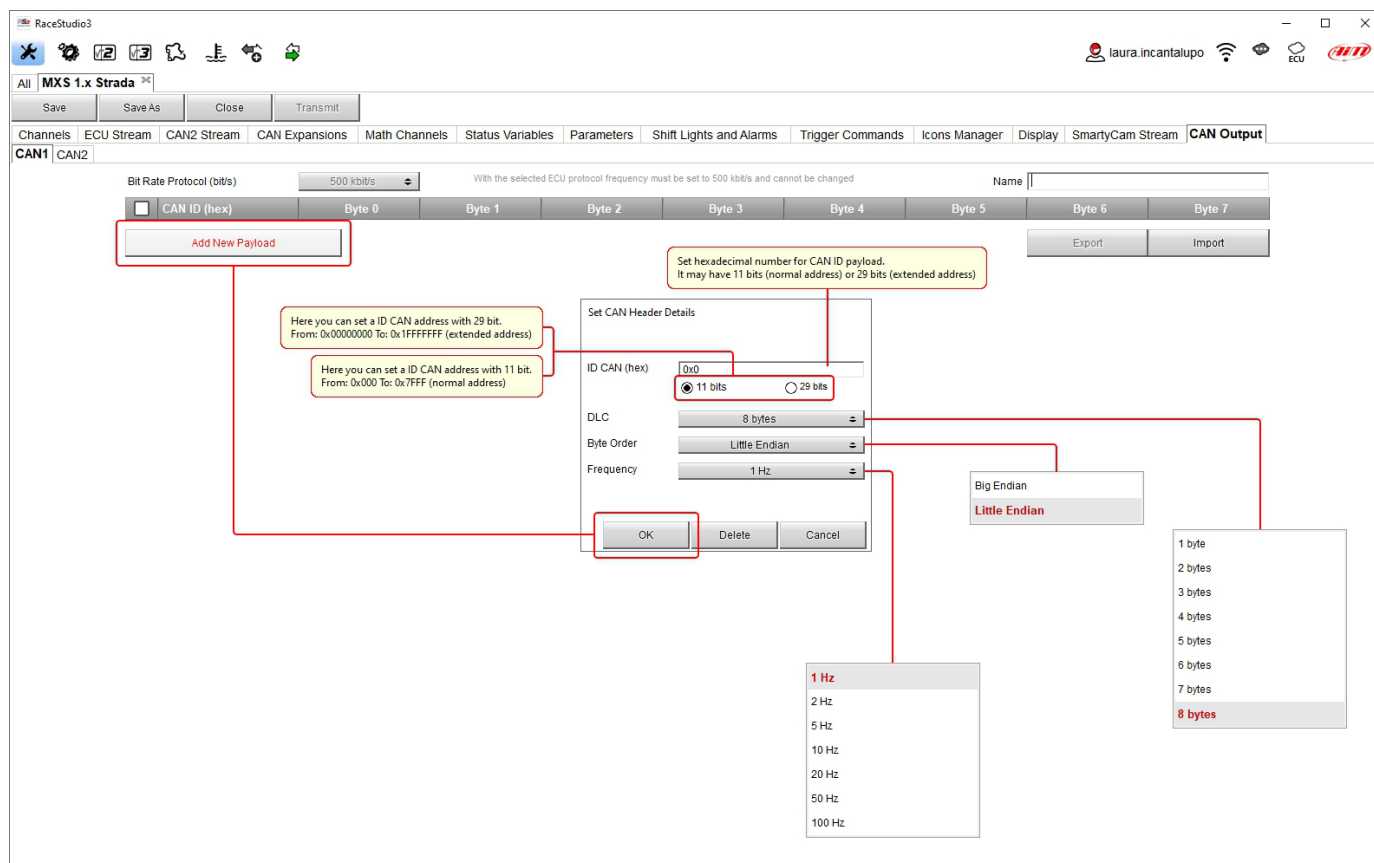 RaceStudio3
laura.incantalupo
ECU
AiM
All MXS 1.x Strada
Save Save As Close Transmit
Channels ECU Stream CAN2 Stream CAN Expansions Math Channels Status Variables Parameters Shift Lights and Alarms Trigger Commands Icons Manager Display SmartyCam Stream CAN Output
CAN1 CAN2
Bit Rate Protocol (bit/s) 500 kbit/s With the selected ECU protocol frequency must be set to 500 kbit/s and cannot be changed Name
CAN ID (hex) Byte 0 Byte 1 Byte 2 Byte 3 Byte 4 Byte 5 Byte 6 Byte 7
Add New Payload Export Import
Set hexadecimal number for CAN ID payload.
It may have 11 bits (normal address) or 29 bits (extended address)
Here you can set a ID CAN address with 29 bit.
From: 0x00000000 To: 0x1FFFFFFF (extended address)
Here you can set a ID CAN address with 11 bit.
From: 0x000 To: 0x7FFF (normal address)
Set CAN Header Details
ID CAN (hex) 0x0
11 bits 29 bits
DLC 8 bytes
Byte Order Little Endian
Frequency 1 Hz
OK Delete Cancel
Big Endian
Little Endian
1 byte
2 bytes
3 bytes
4 bytes
5 bytes
6 bytes
7 bytes
8 bytes
1 Hz
2 Hz
5 Hz
10 Hz
20 Hz
50 Hz
100 Hz